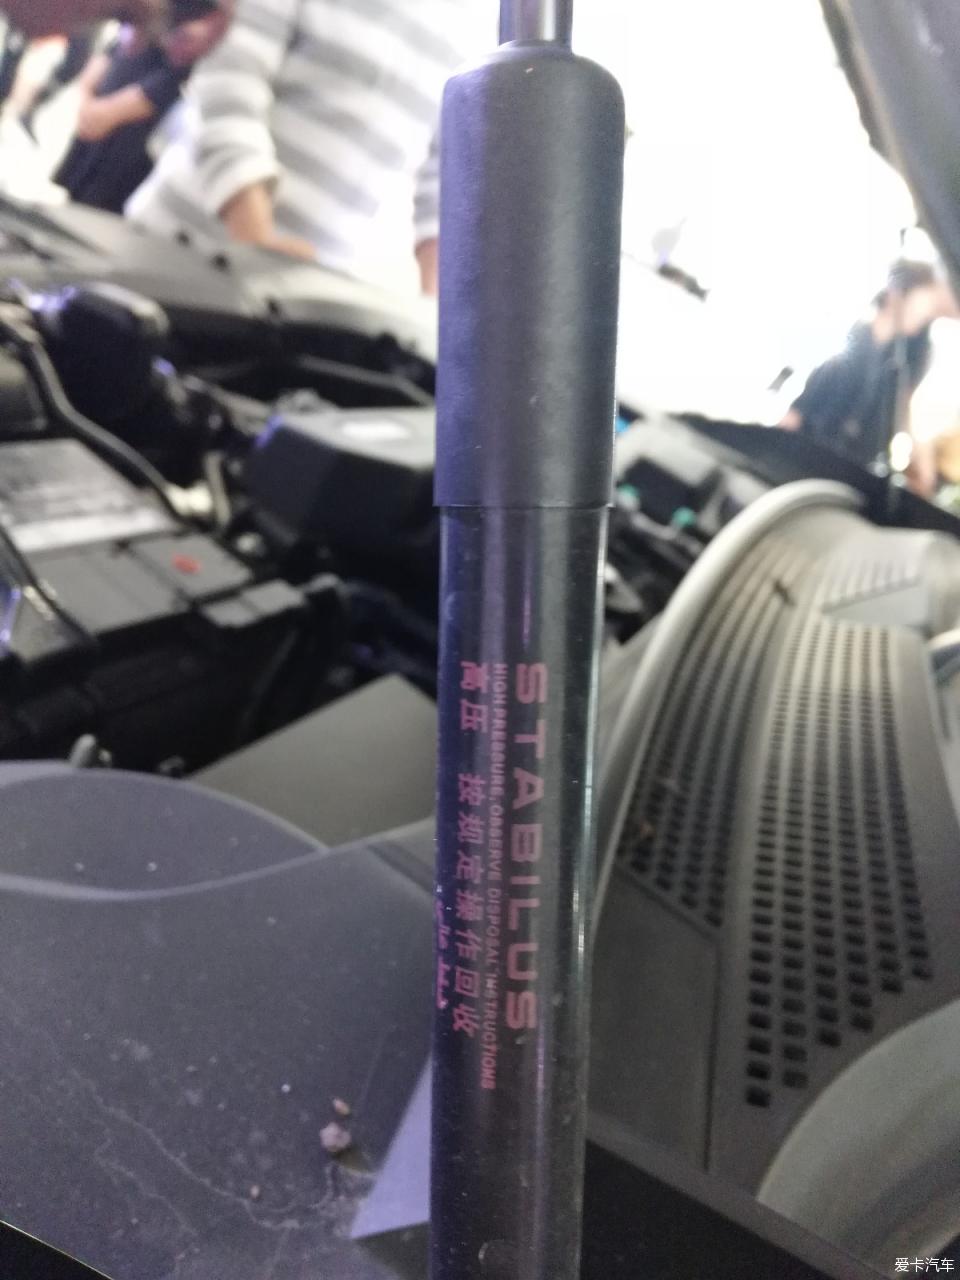 STABILUS
HIGH PRESSURE, OBSERVE DISPOSAL INSTRUCTIONS
高压 按规定操作回收
爱卡汽车